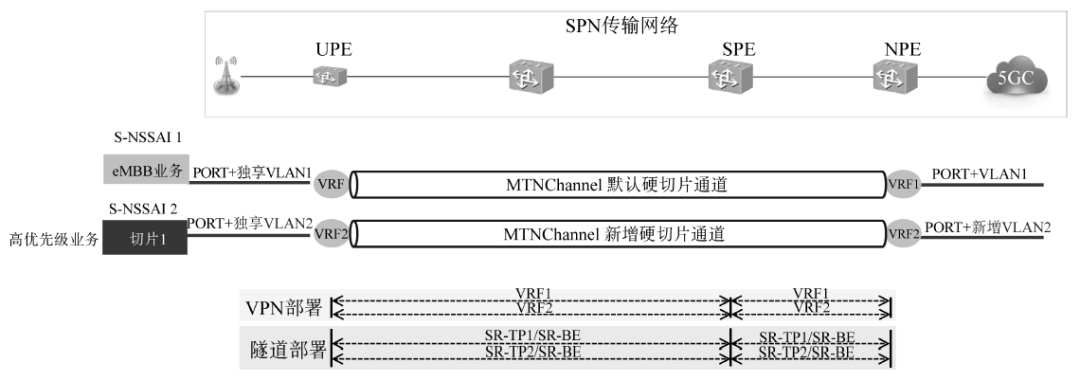 SPN传输网络
UPE
SPE
NPE
5GC
S-NSSAI 1
eMBB业务
PORT+独享VLAN1
VRF
MTNChannel 默认硬切片通道
VRF1
PORT+VLAN1
S-NSSAI 2
高优先级业务
切片1
PORT+独享VLAN2
VRF2
MTNChannel 新增硬切片通道
VRF2
PORT+新增VLAN2
VPN部署
VRF1
VRF1
VRF2
VRF2
隧道部署
SR-TP1/SR-BE
SR-TP1/SR-BE
SR-TP2/SR-BE
SR-TP2/SR-BE